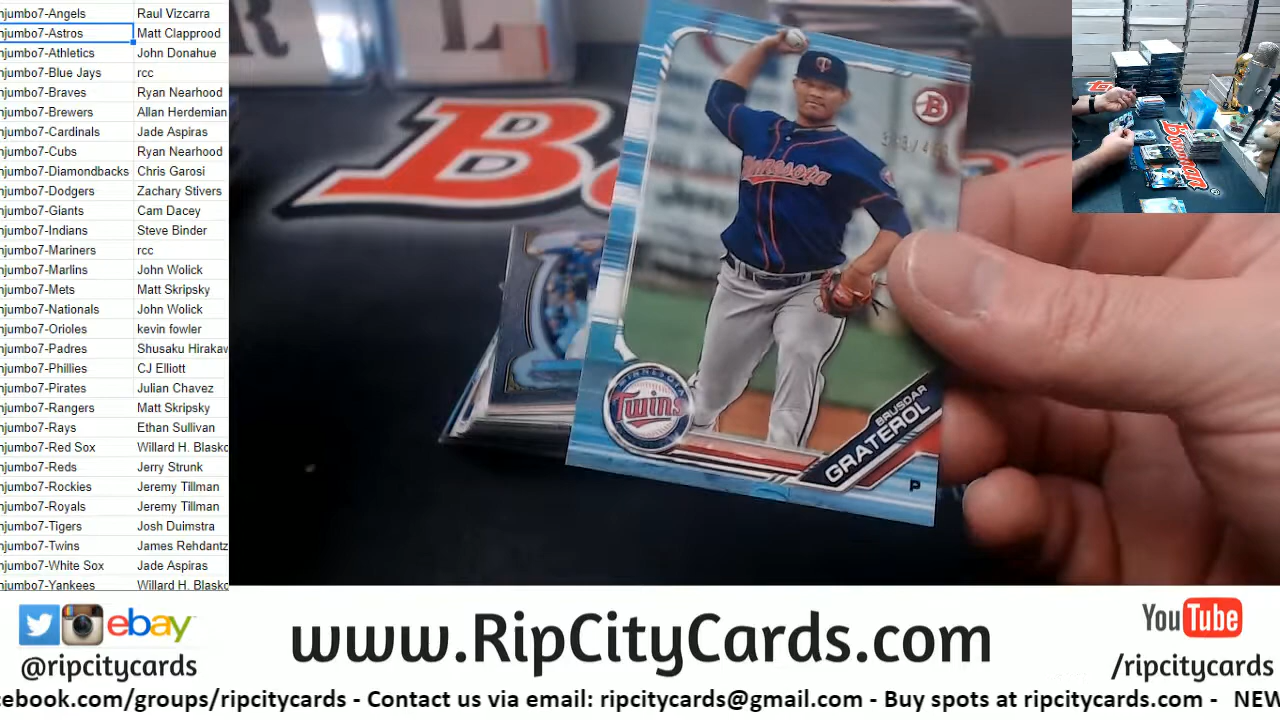 njumbo7-Angels Raul Vizcarra
njumbo7-Astros Matt Clapprood
njumbo7-Athletics John Donahue
njumbo7-Blue Jays rcc
njumbo7-Braves Ryan Nearhood
njumbo7-Brewers Allan Herdemian
njumbo7-Cardinals Jade Aspiras
njumbo7-Cubs Ryan Nearhood
njumbo7-Diamondbacks Chris Garosi
njumbo7-Dodgers Zachary Stivers
njumbo7-Giants Cam Dacey
njumbo7-Indians Steve Binder
njumbo7-Mariners rcc
njumbo7-Marlins John Wolick
njumbo7-Mets Matt Skripsky
njumbo7-Nationals John Wolick
njumbo7-Orioles kevin fowler
njumbo7-Padres Shusaku Hirakaw
njumbo7-Phillies CJ Elliott
njumbo7-Pirates Julian Chavez
njumbo7-Rangers Matt Skripsky
njumbo7-Rays Ethan Sullivan
njumbo7-Red Sox Willard H. Blasko
njumbo7-Reds Jerry Strunk
njumbo7-Rockies Jeremy Tillman
njumbo7-Royals Jeremy Tillman
njumbo7-Tigers Josh Duimstra
njumbo7-Twins James Rehdantz
njumbo7-White Sox Jade Aspiras
njumbo7-Yankees Willard H. Blasko
B
Minnesota
MINNESOTA
Twins
BRUSDAR
GRATEROL
P
Bowman
ebay
@ripcitycards
www.RipCityCards.com
YouTube
/ripcitycards
cebook.com/groups/ripcitycards - Contact us via email: ripcitycards@gmail.com - Buy spots at ripcitycards.com - NEW